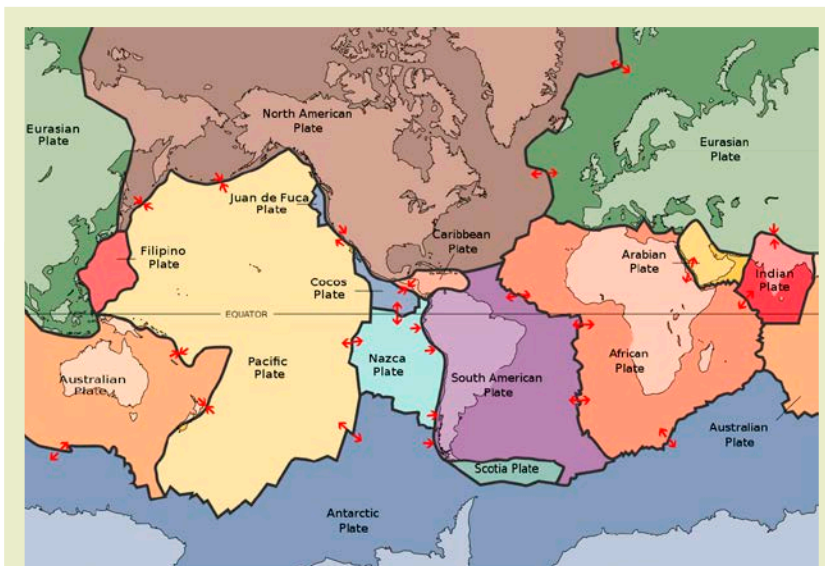 North American
Plate
Eurasian
Plate
Eurasian
Plate
Juan de Fuca
Plate
Caribbean
Plate
Filipino
Plate
Arabian
Plate
Cocos
Plate
Indian
Plate
EQUATOR
Pacific
Plate
Nazca
Plate
African
Plate
Australian
Plate
South American
Plate
Australian
Plate
Scotia Plate
Antarctic
Plate